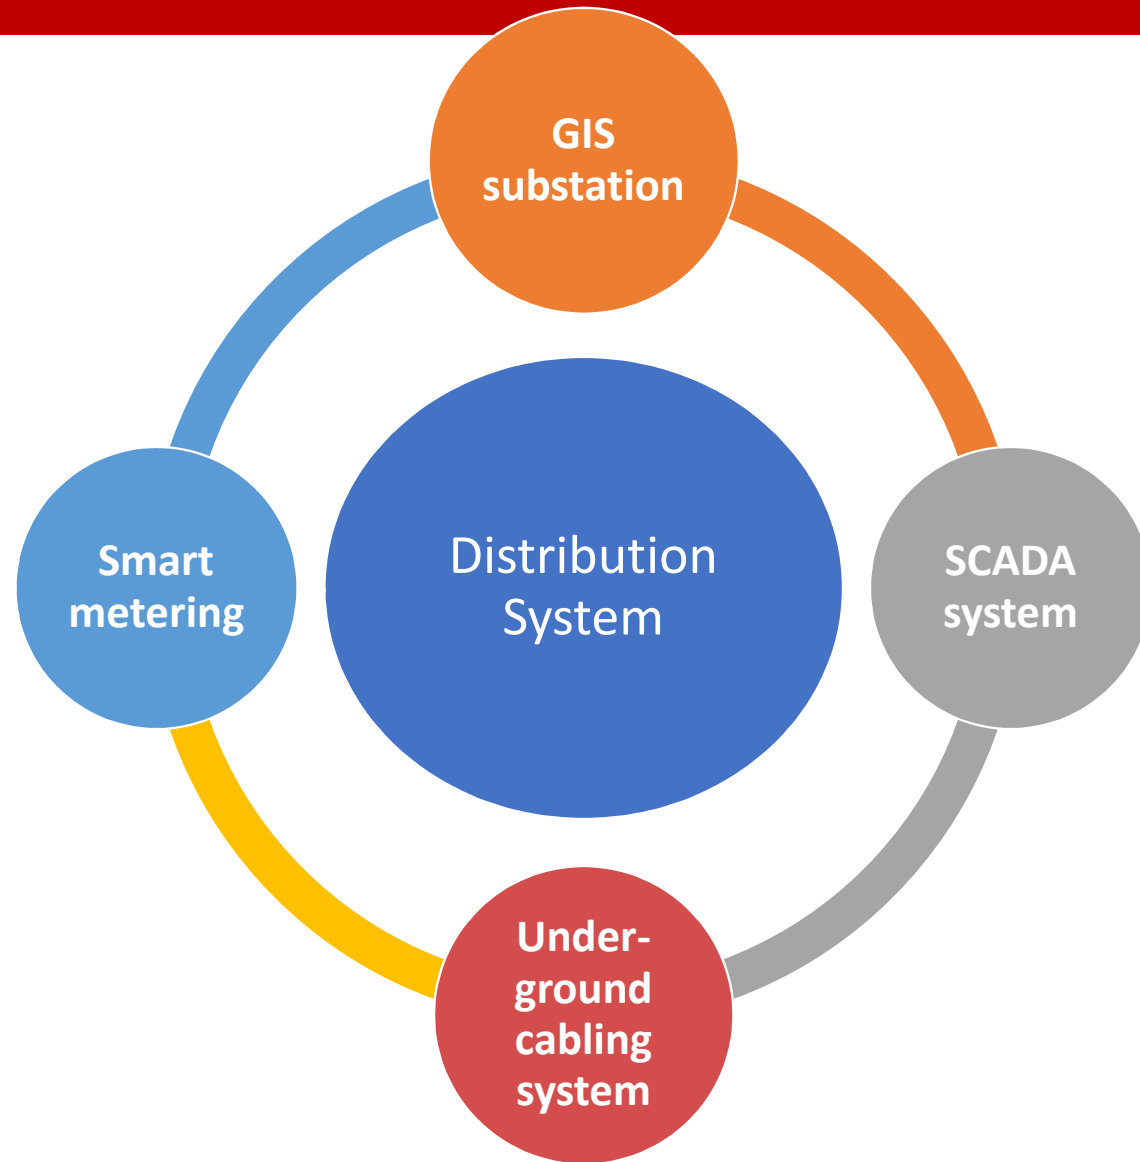 GIS
substation
Smart
metering
Distribution
System
SCADA
system
Under-
ground
cabling
system